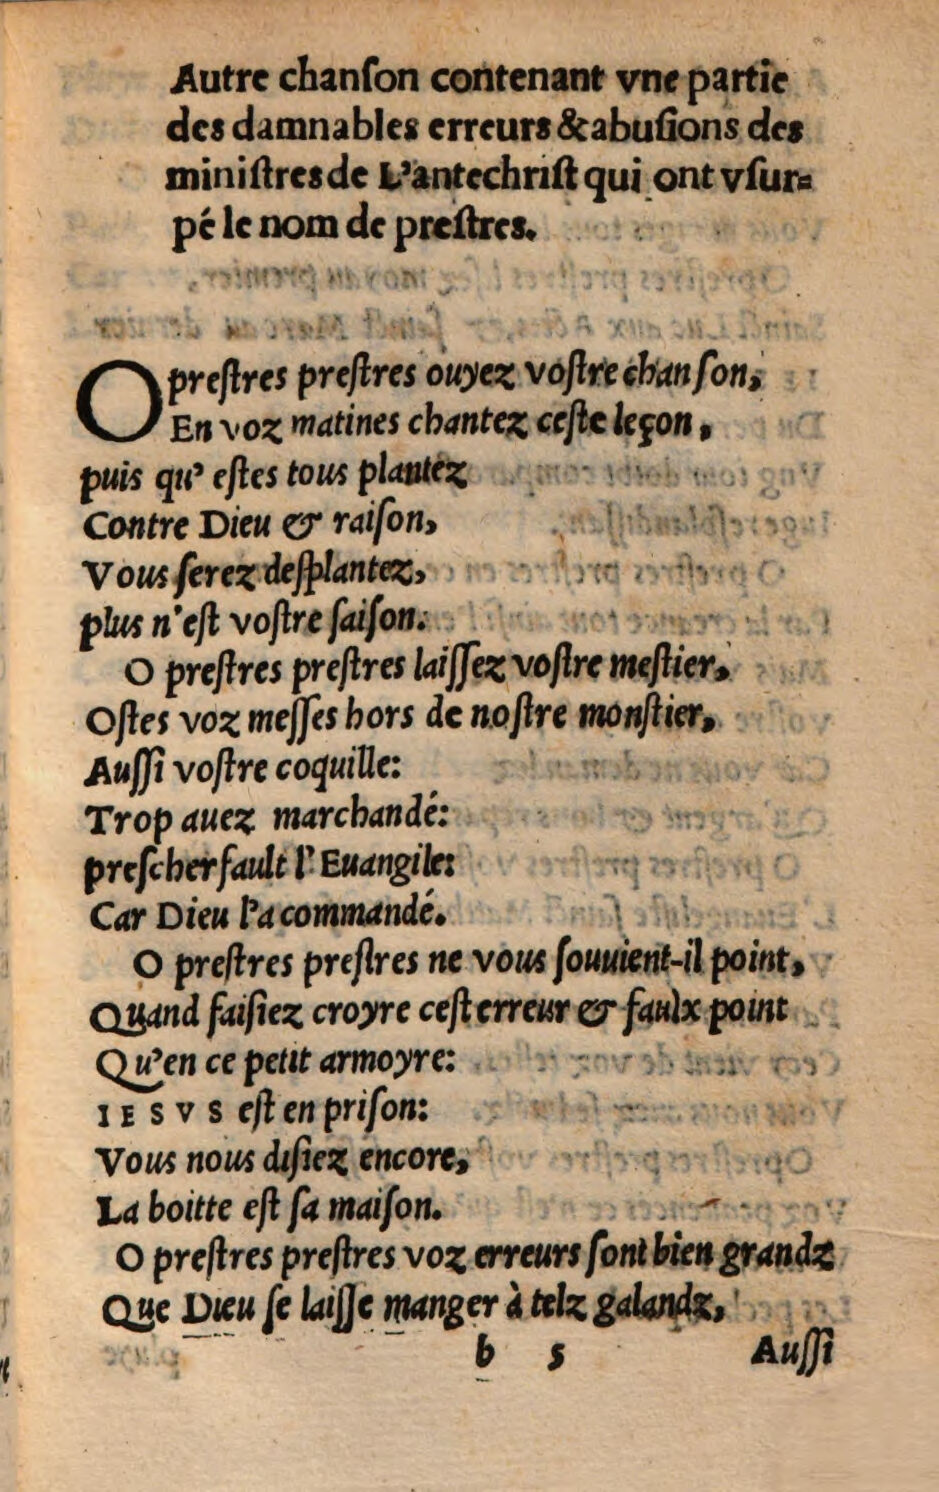 Autre chanſon contenant vne partie
des damnables erreurs & abuſions des
miniſtres de L'antechriſt qui ont vſur=
pé le nom de preſtres.
O preſtres preſtres ouyez voſtre chanſon,
En voz matines chantez ceſte leçon,
puis qu'eſtes tous plantez
Contre Dieu & raiſon,
Vous ſerez deſplantez,
plus n'eſt voſtre ſaiſon.
O preſtres preſtres laiſſez voſtre meſtier,
Oſtes voz meſſes hors de noſtre monſtier,
Auſſi voſtre coquille:
Trop auez marchandé:
preſcher fault l'Euangile:
Car Dieu l'a commandé.
O preſtres preſtres ne vous ſouuient-il point,
Quand faiſiez croyre ceſt erreur & faulx point
Qu'en ce petit armoyre:
IESVS eſt en priſon:
Vous nous diſiez encore,
La boitte eſt ſa maiſon.
O preſtres preſtres voz erreurs ſont bien grandz
Que Dieu ſe laiſſe manger à telz galandz,
b 5 Auſſi